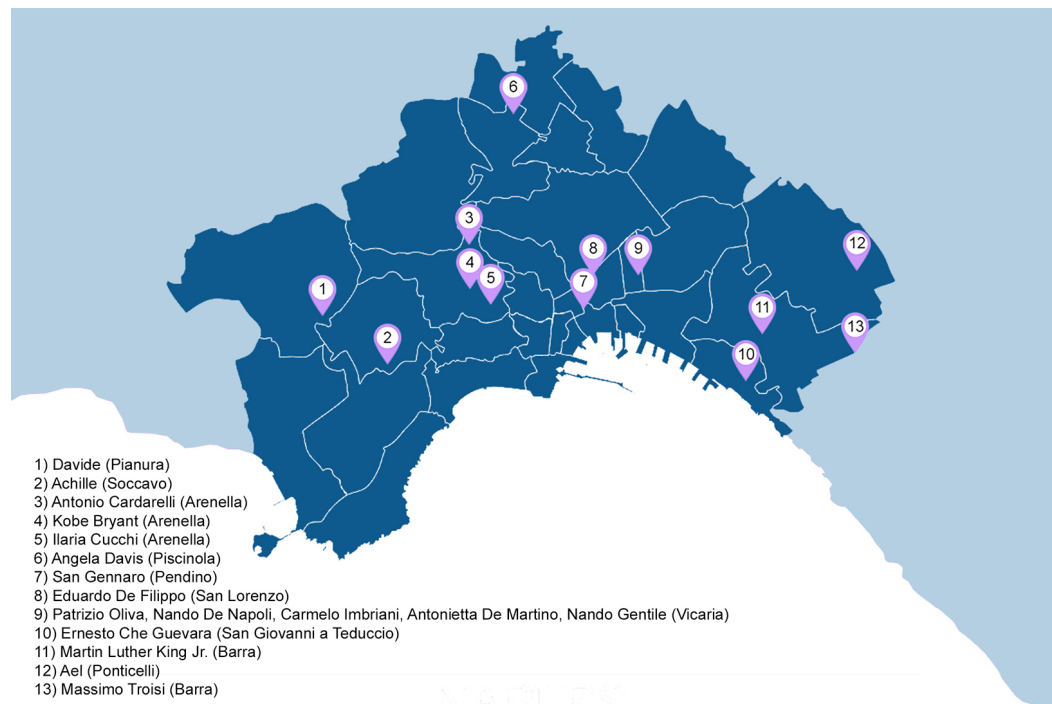 6
3
8
9
12
4
5
7
1
11
13
2
10
1) Davide (Pianura)
2) Achille (Soccavo)
3) Antonio Cardarelli (Arenella)
4) Kobe Bryant (Arenella)
5) Ilaria Cucchi (Arenella)
6) Angela Davis (Piscinola)
7) San Gennaro (Pendino)
8) Eduardo De Filippo (San Lorenzo)
9) Patrizio Oliva, Nando De Napoli, Carmelo Imbriani, Antonietta De Martino, Nando Gentile (Vicaria)
10) Ernesto Che Guevara (San Giovanni a Teduccio)
11) Martin Luther King Jr. (Barra)
12) Ael (Ponticelli)
13) Massimo Troisi (Barra)